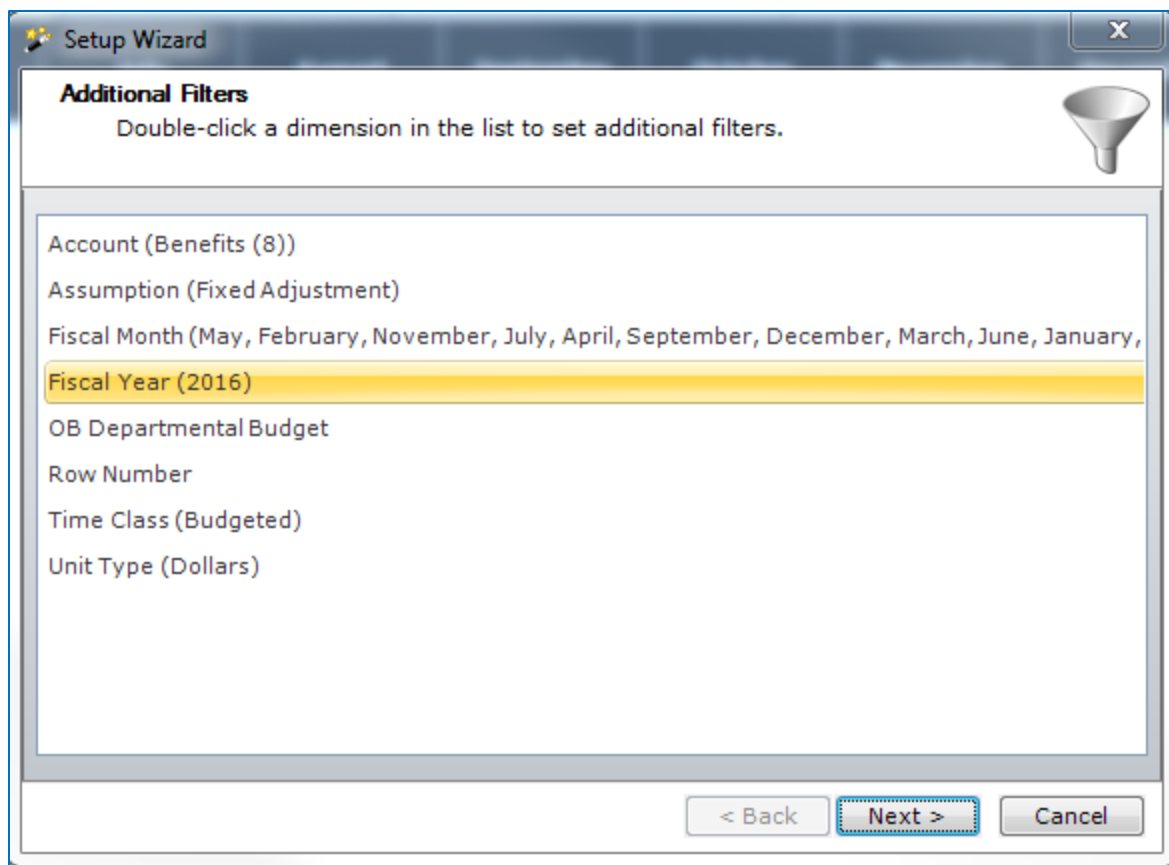 Setup Wizard
X
Additional Filters
Double-click a dimension in the list to set additional filters.
Account (Benefits (8))
Assumption (Fixed Adjustment)
Fiscal Month (May, February, November, July, April, September, December, March, June, January,
Fiscal Year (2016)
OB Departmental Budget
Row Number
Time Class (Budgeted)
Unit Type (Dollars)
< Back Next > Cancel